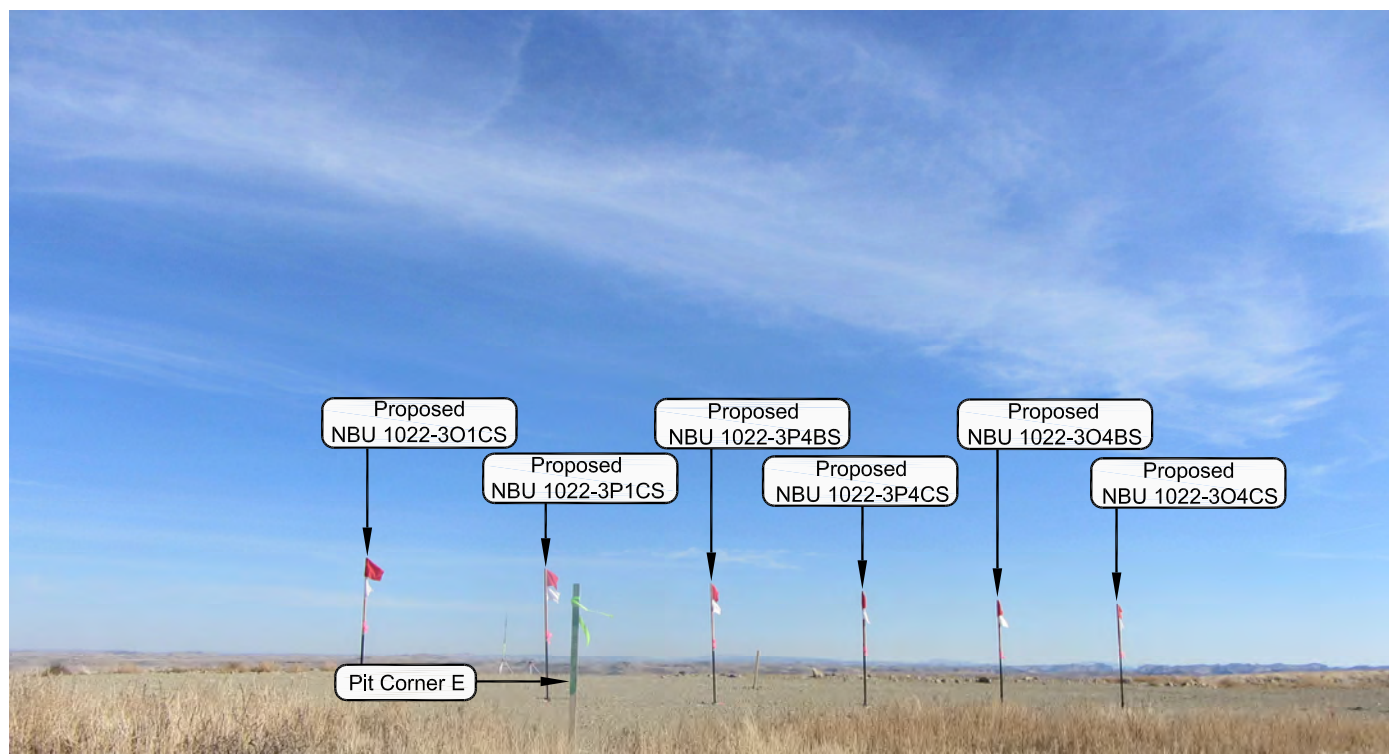 Proposed
NBU 1022-3O1CS
Proposed
NBU 1022-3P1CS
Proposed
NBU 1022-3P4BS
Proposed
NBU 1022-3P4CS
Proposed
NBU 1022-3O4BS
Proposed
NBU 1022-3O4CS
Pit Corner E